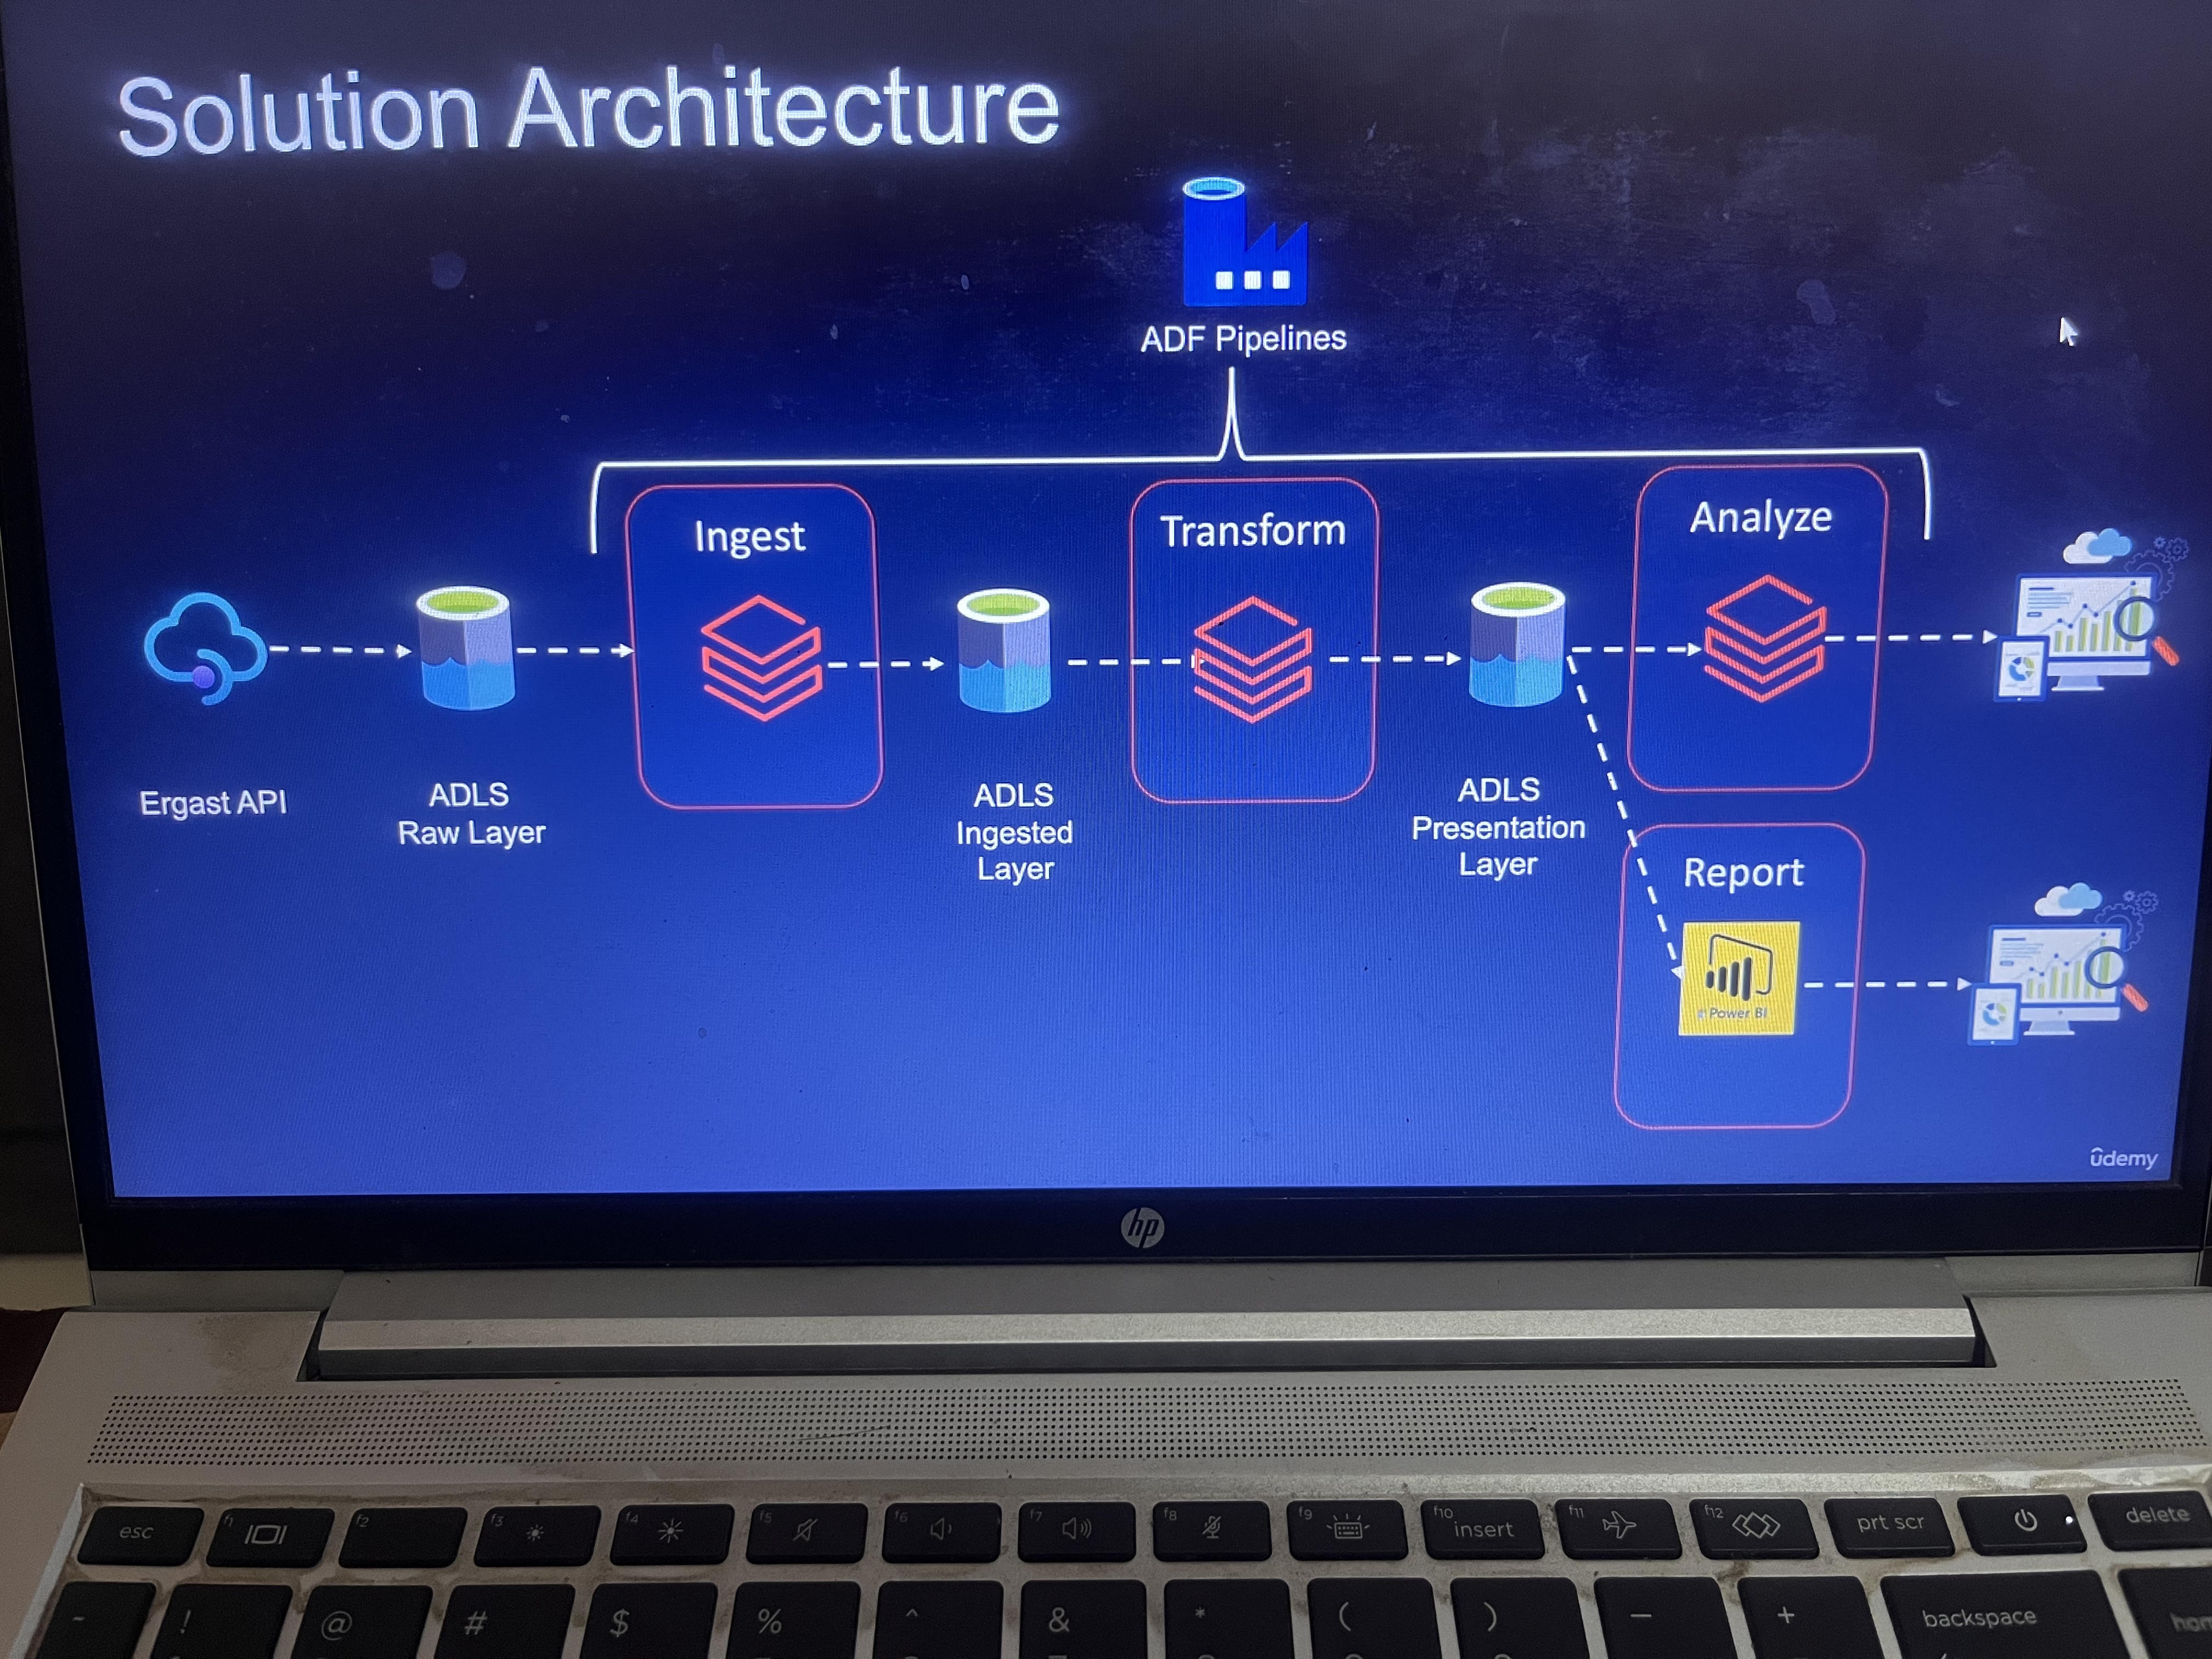 Solution Architecture
ADF Pipelines
Ingest
Transform
Analyze
Ergast API
ADLS
Raw Layer
ADLS
Ingested
Layer
ADLS
Presentation
Layer
Report
Power BI
ûdemy
hp
esc
f1
f2
f3
f4
f5
f6
f7
f8
f9
f10 insert
f11
f12
prt scr
delete
~ ! @ # $ % ^ & * ( ) — +
backspace